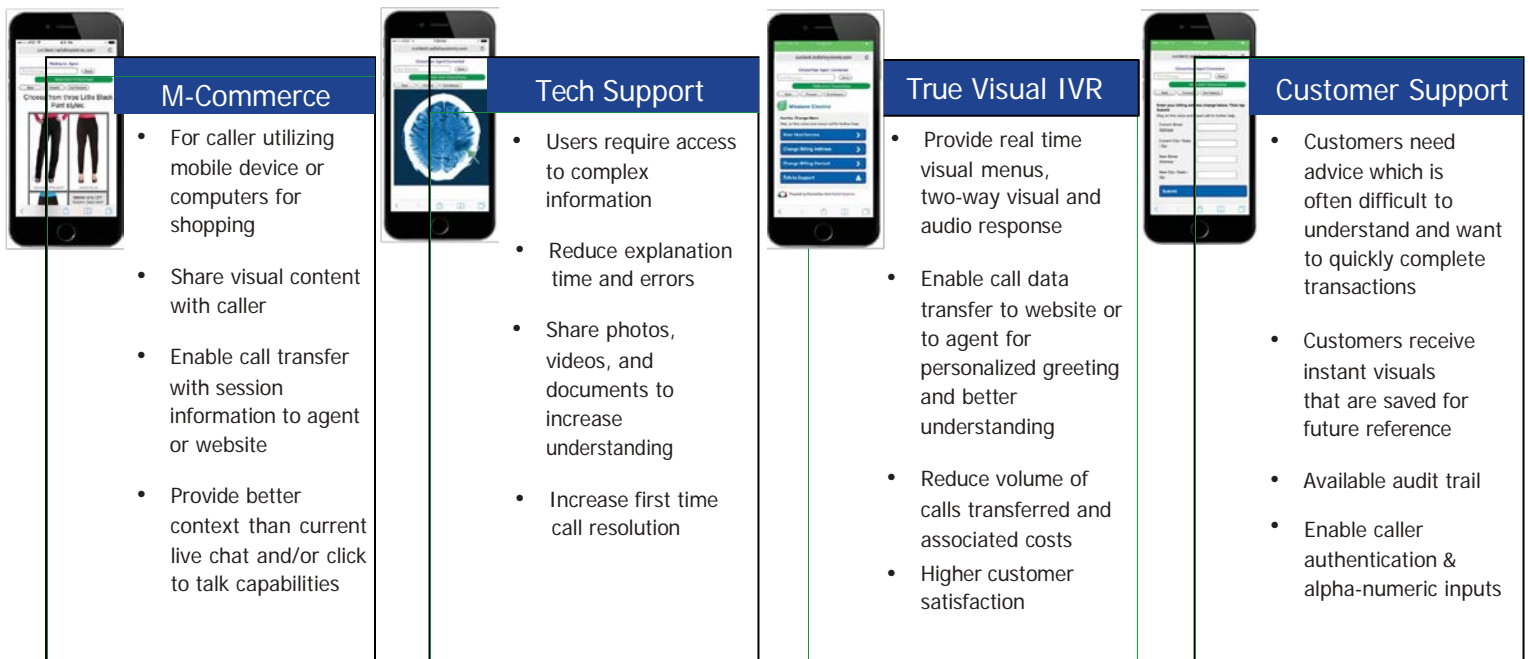 M-Commerce
• For caller utilizing
mobile device or
computers for
shopping
• Share visual content
with caller
• Enable call transfer
with session
information to agent
or website
• Provide better
context than current
live chat and/or click
to talk capabilities
Tech Support
• Users require access
to complex
information
• Reduce explanation
time and errors
• Share photos,
videos, and
documents to
increase
understanding
• Increase first time
call resolution
True Visual IVR
• Provide real time
visual menus,
two-way visual and
audio response
• Enable call data
transfer to website or
to agent for
personalized greeting
and better
understanding
• Reduce volume of
calls transferred and
associated costs
• Higher customer
satisfaction
Customer Support
• Customers need
advice which is
often difficult to
understand and want
to quickly complete
transactions
• Customers receive
instant visuals
that are saved for
future reference
• Available audit trail
• Enable caller
authentication &
alpha-numeric inputs
Choose from three Little Black
Pant styles:
Western Electric
Start New Service
Change Billing Address
Change Billing Period
Talk to Support
Submit